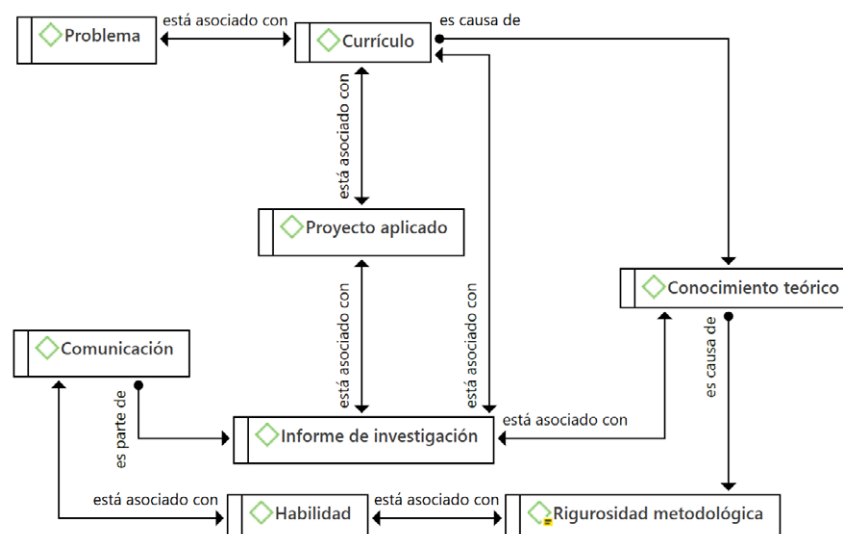 está asociado con
es causa de
Problema
Currículo
está asociado con
Proyecto aplicado
está asociado con
está asociado con
Conocimiento teórico
Comunicación
es causa de
es parte de
está asociado con
Informe de investigación
está asociado con
está asociado con
Habilidad
Rigurosidad metodológica